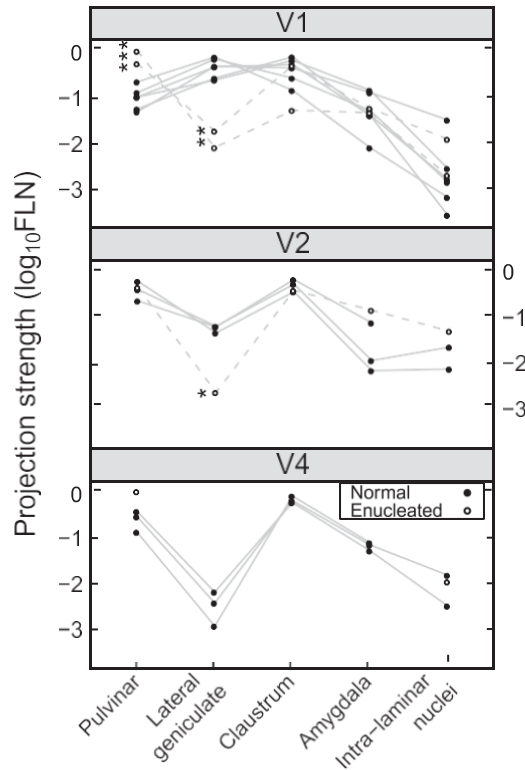 V1
0
−1
−2
−3
***
**
V2
0
−1
−2
−3
*
V4
0
−1
−2
−3
Normal
Enucleated
Projection strength (log₁₀FLN)
Pulvinar
Lateral
geniculate
Claustrum
Amygdala
Intra−laminar
nuclei